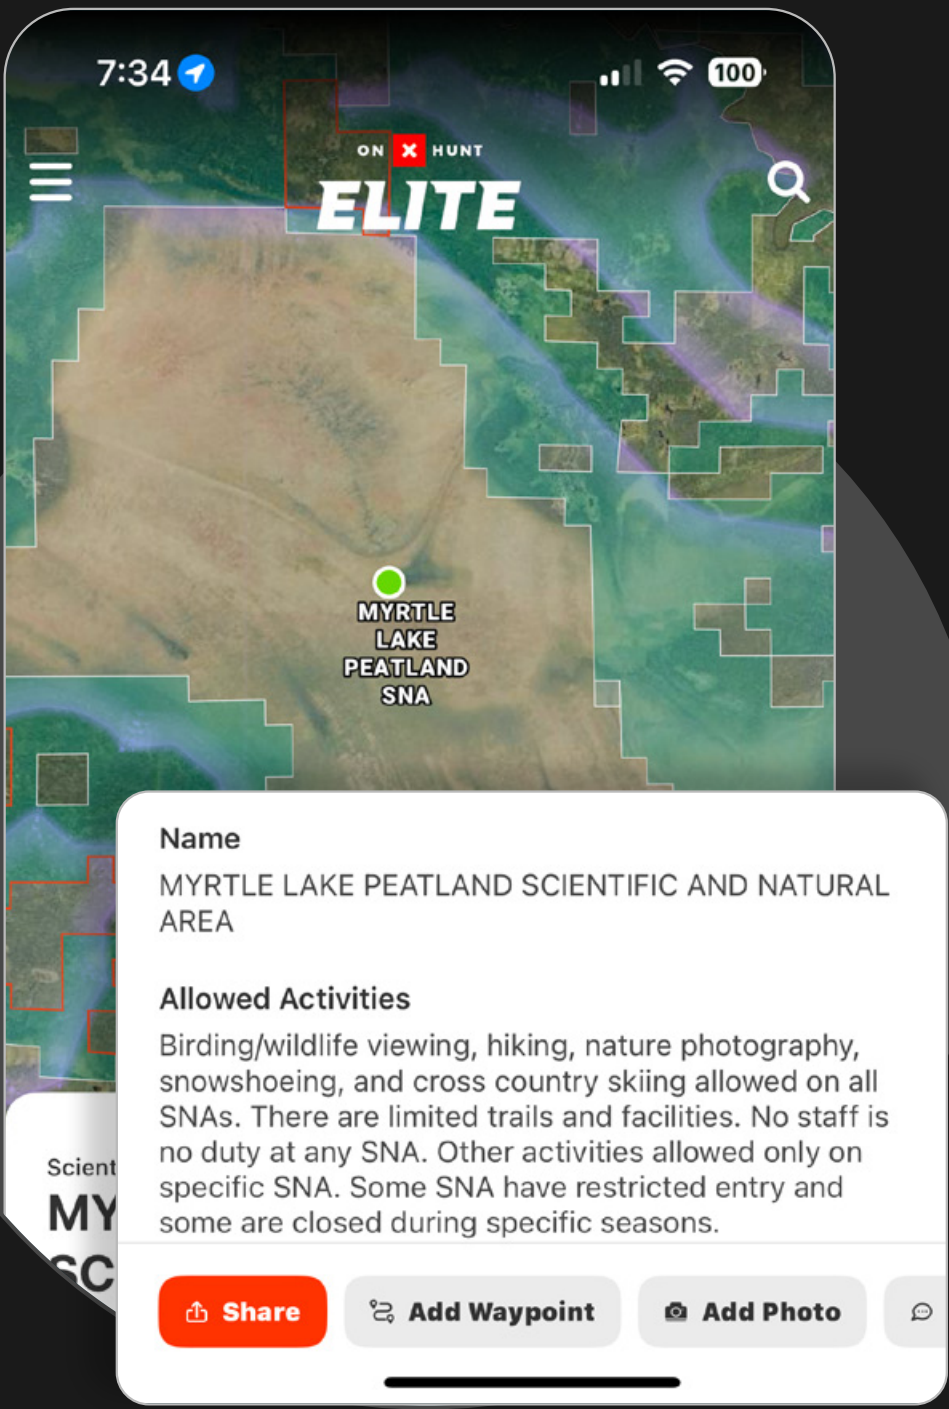 7:34
100
ON X HUNT
ELITE
MYRTLE
LAKE
PEATLAND
SNA
Name
MYRTLE LAKE PEATLAND SCIENTIFIC AND NATURAL
AREA
Allowed Activities
Birding/wildlife viewing, hiking, nature photography,
snowshoeing, and cross country skiing allowed on all
SNAs. There are limited trails and facilities. No staff is
no duty at any SNA. Other activities allowed only on
specific SNA. Some SNA have restricted entry and
some are closed during specific seasons.
Scient
MY
SC
Share
Add Waypoint
Add Photo